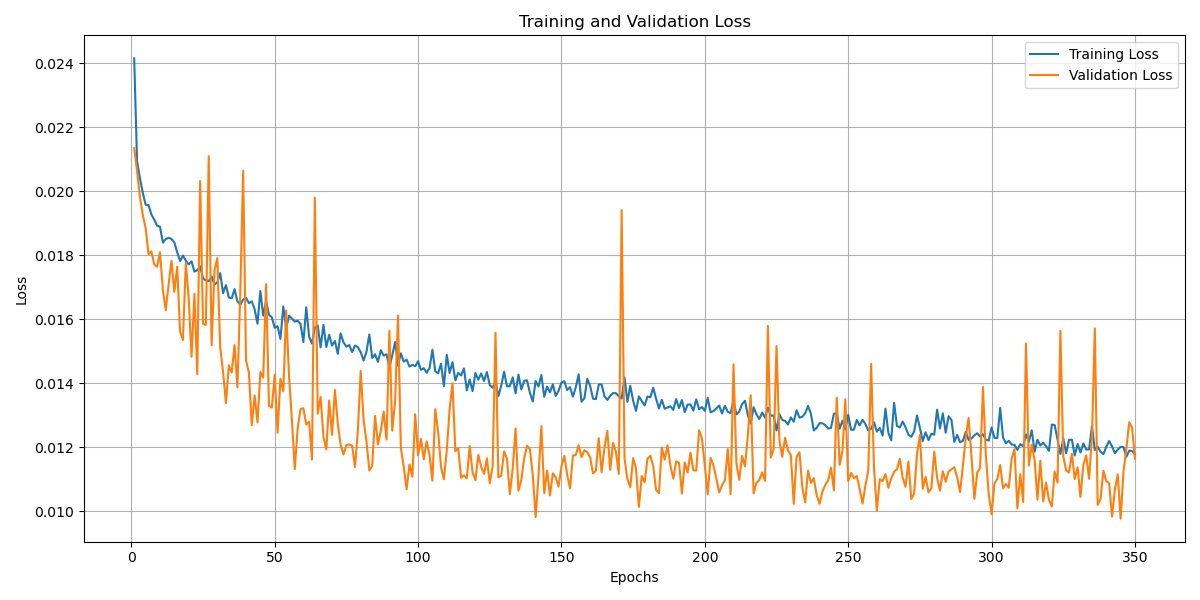 Training and Validation Loss
Training Loss
Validation Loss
0.024
0.022
0.020
0.018
0.016
0.014
0.012
0.010
Loss
0 50 100 150 200 250 300 350
Epochs